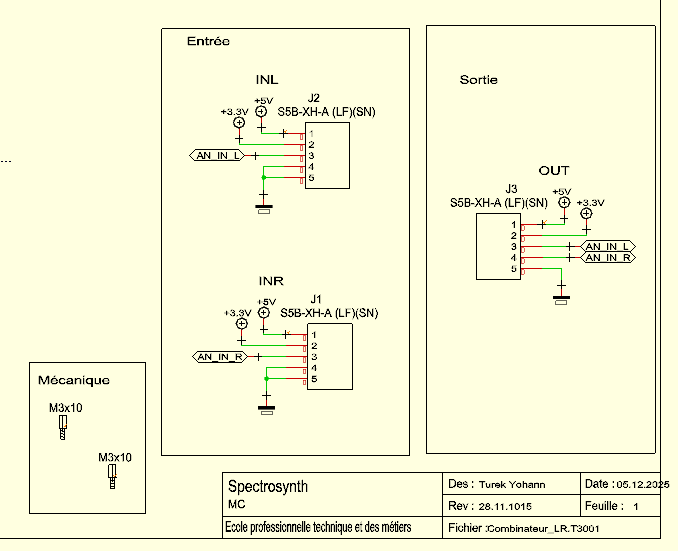 Entrée
INL
+5V
+3.3V
J2
S5B-XH-A (LF)(SN)
1
2
AN_IN_L
3
4
5
INR
+5V
+3.3V
J1
S5B-XH-A (LF)(SN)
1
2
AN_IN_R
3
4
5
Sortie
OUT
J3
+5V
S5B-XH-A (LF)(SN)
+3.3V
1
2
3
AN_IN_L
4
AN_IN_R
5
...
Mécanique
M3x10
M3x10
Spectrosynth
MC
Ecole professionnelle technique et des métiers
Des : Turek Yohann
Date : 05.12.2025
Rev : 28.11.1015
Feuille : 1
Fichier :Combinateur_LR.T3001